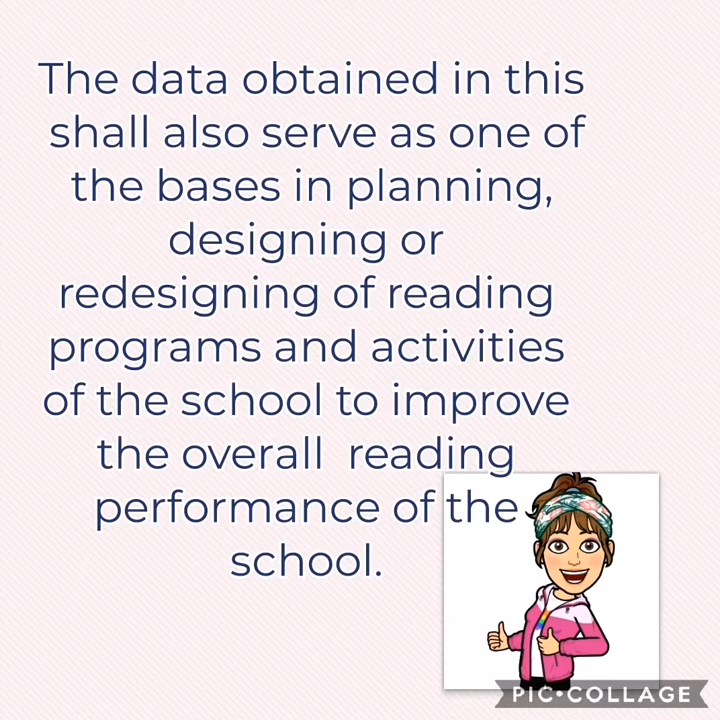 The data obtained in this
shall also serve as one of
the bases in planning,
designing or
redesigning of reading
programs and activities
of the school to improve
the overall  reading
performance of the
school.
PIC•COLLAGE